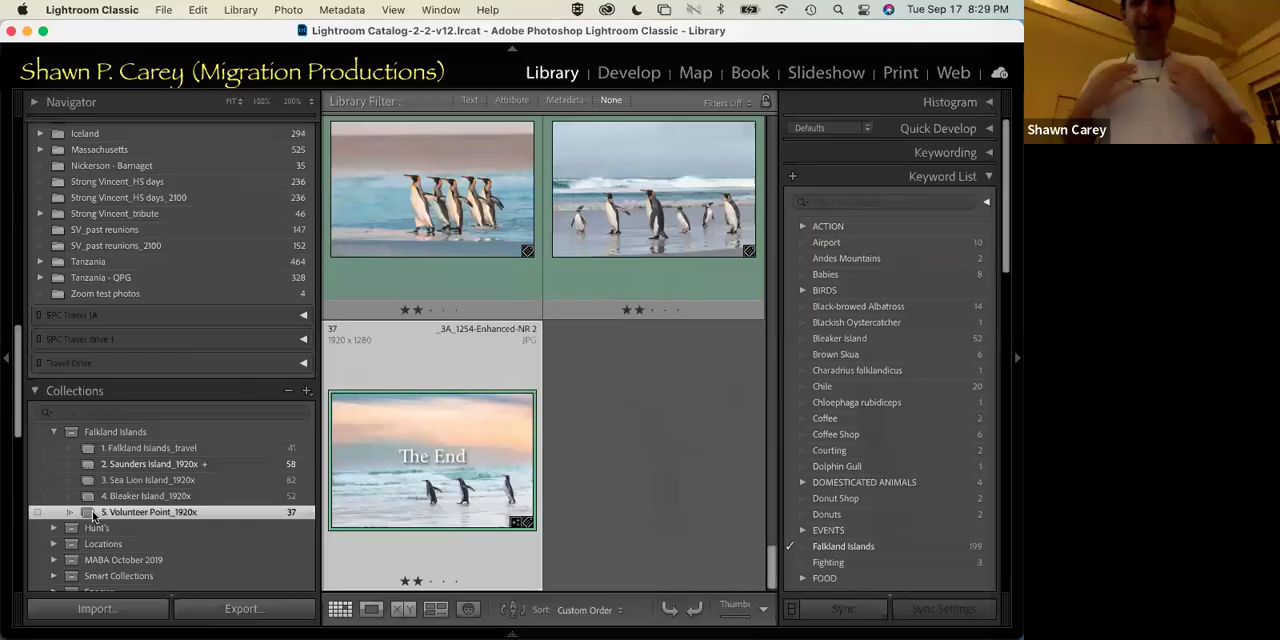 Lightroom Classic File Edit Library Photo Metadata View Window Help Tue Sep 17 8:29 PM
Lightroom Catalog-2-2-v12.lrcat - Adobe Photoshop Lightroom Classic - Library
Shawn P. Carey (Migration Productions)
Library | Develop | Map | Book | Slideshow | Print | Web
Navigator FIT 100% 200%
Iceland 294
Massachusetts 525
Nickerson - Barnaget 35
Strong Vincent_HS days 236
Strong Vincent_HS days_2100 236
Strong Vincent_tribute 46
SV_past reunions 147
SV_past reunions_2100 152
Tanzania 464
Tanzania - QPG 328
Zoom test photos 4
SPC Travel 1A
SPC Travel drive 1
Travel Drive
Collections
Falkland Islands
1. Falkland Islands_travel 41
2. Saunders Island_1920x + 58
3. Sea Lion Island_1920x 82
4. Bleaker Island_1920x 52
5. Volunteer Point_1920x 37
Hunt's
Locations
MABA October 2019
Smart Collections
Import... Export...
Library Filter : Text Attribute Metadata None Filters Off
37 _3A_1254-Enhanced-NR 2
1920 x 1280 JPG
The End
Sort: Custom Order Thumb
Histogram
Defaults Quick Develop
Keywording
Keyword List
ACTION
Airport 10
Andes Mountains 2
Babies 8
BIRDS
Black-browed Albatross 14
Blackish Oystercatcher 1
Bleaker Island 52
Brown Skua 6
Charadrius falklandicus 1
Chile 20
Chloephaga rubidiceps 1
Coffee 2
Coffee Shop 6
Courting 2
Dolphin Gull 1
DOMESTICATED ANIMALS 4
Donut Shop 2
Donuts 2
EVENTS
Falkland Islands 199
Fighting 3
FOOD
Sync Sync Settings
Shawn Carey